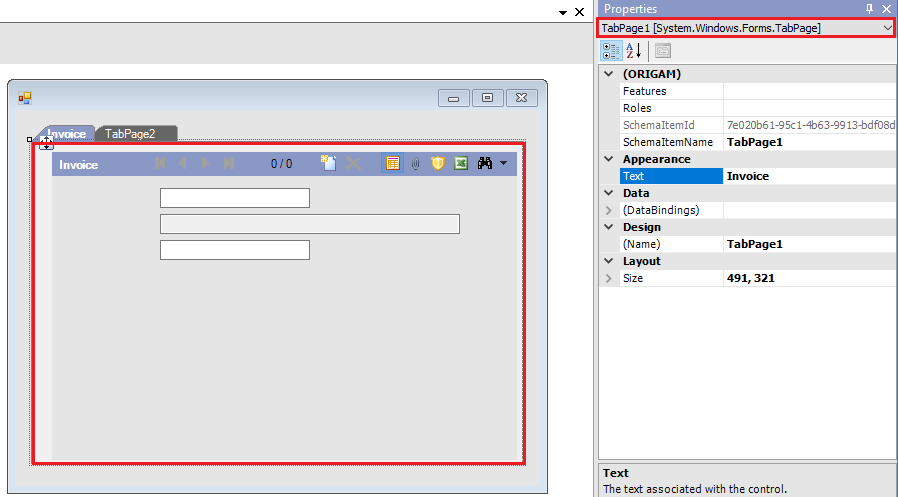 Properties
TabPage1 [System.Windows.Forms.TabPage]
A
Z
(ORIGAM)
Features
Roles
SchemaItemId 7e020b61-95c1-4b63-9913-bdf08d
SchemaItemName TabPage1
Appearance
Text Invoice
Data
(DataBindings)
Design
(Name) TabPage1
Layout
Size 491, 321
Text
The text associated with the control.
Invoice TabPage2
Invoice 0 / 0